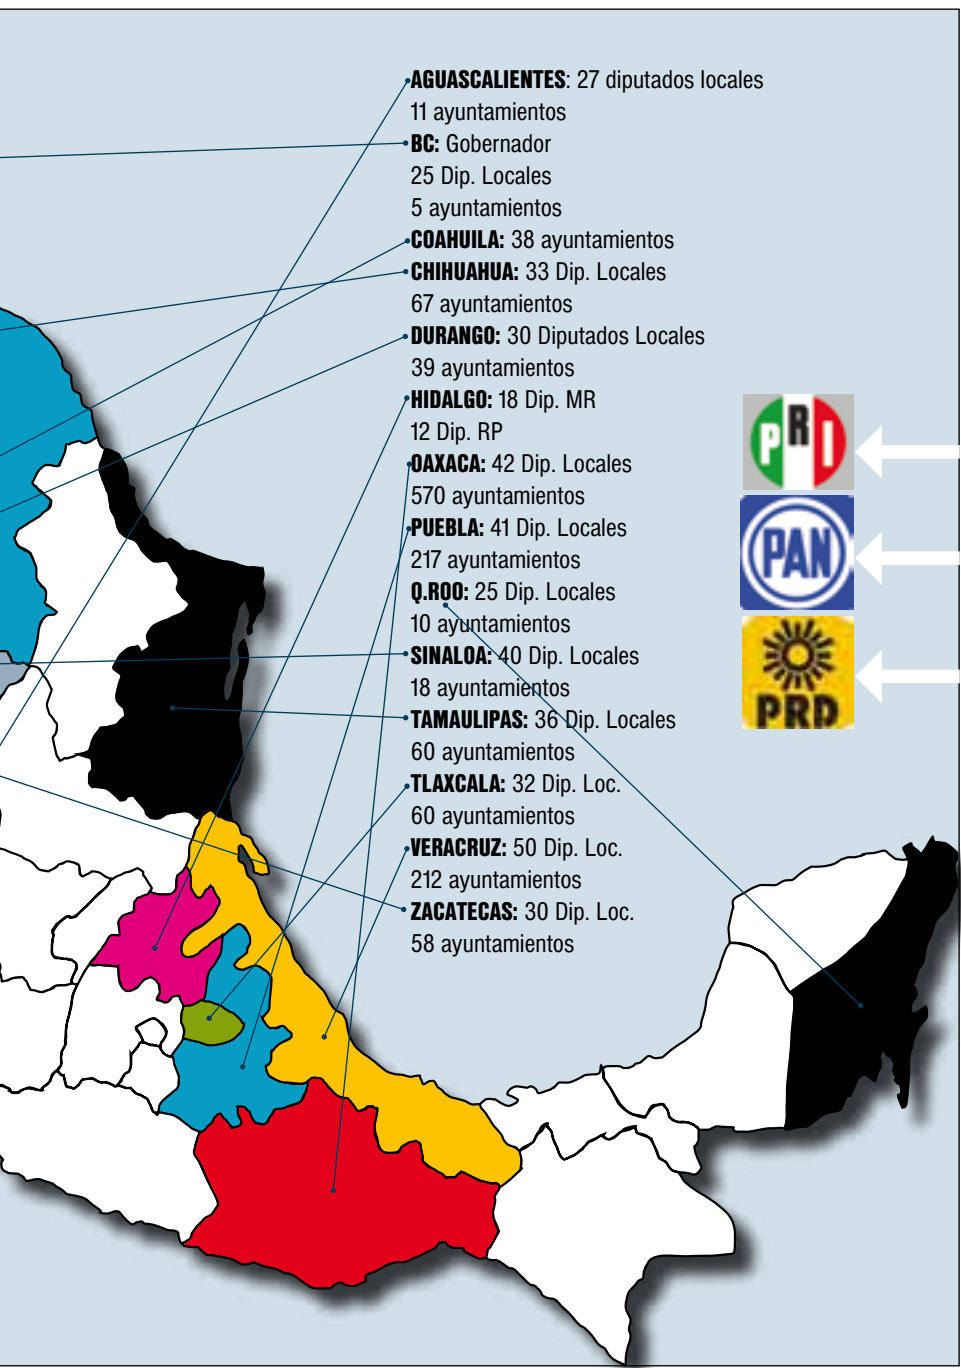 AGUASCALIENTES: 27 diputados locales
11 ayuntamientos
BC: Gobernador
25 Dip. Locales
5 ayuntamientos
COAHUILA: 38 ayuntamientos
CHIHUAHUA: 33 Dip. Locales
67 ayuntamientos
DURANGO: 30 Diputados Locales
39 ayuntamientos
HIDALGO: 18 Dip. MR
12 Dip. RP
OAXACA: 42 Dip. Locales
570 ayuntamientos
PUEBLA: 41 Dip. Locales
217 ayuntamientos
Q.ROO: 25 Dip. Locales
10 ayuntamientos
SINALOA: 40 Dip. Locales
18 ayuntamientos
TAMAULIPAS: 36 Dip. Locales
60 ayuntamientos
TLAXCALA: 32 Dip. Loc.
60 ayuntamientos
VERACRUZ: 50 Dip. Loc.
212 ayuntamientos
ZACATECAS: 30 Dip. Loc.
58 ayuntamientos
PRI
PAN
PRD